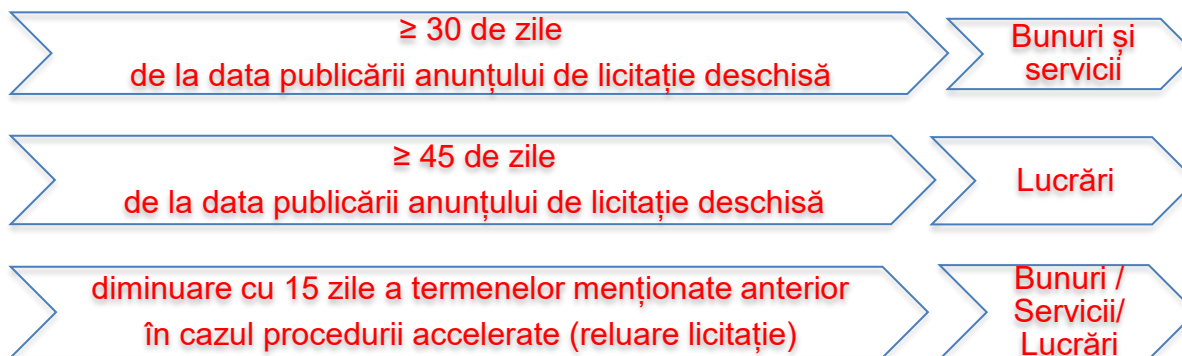 ≥ 30 de zile
de la data publicării anunțului de licitație deschisă
Bunuri și
servicii
≥ 45 de zile
de la data publicării anunțului de licitație deschisă
Lucrări
diminuare cu 15 zile a termenelor menționate anterior
în cazul procedurii accelerate (reluare licitație)
Bunuri /
Servicii/
Lucrări